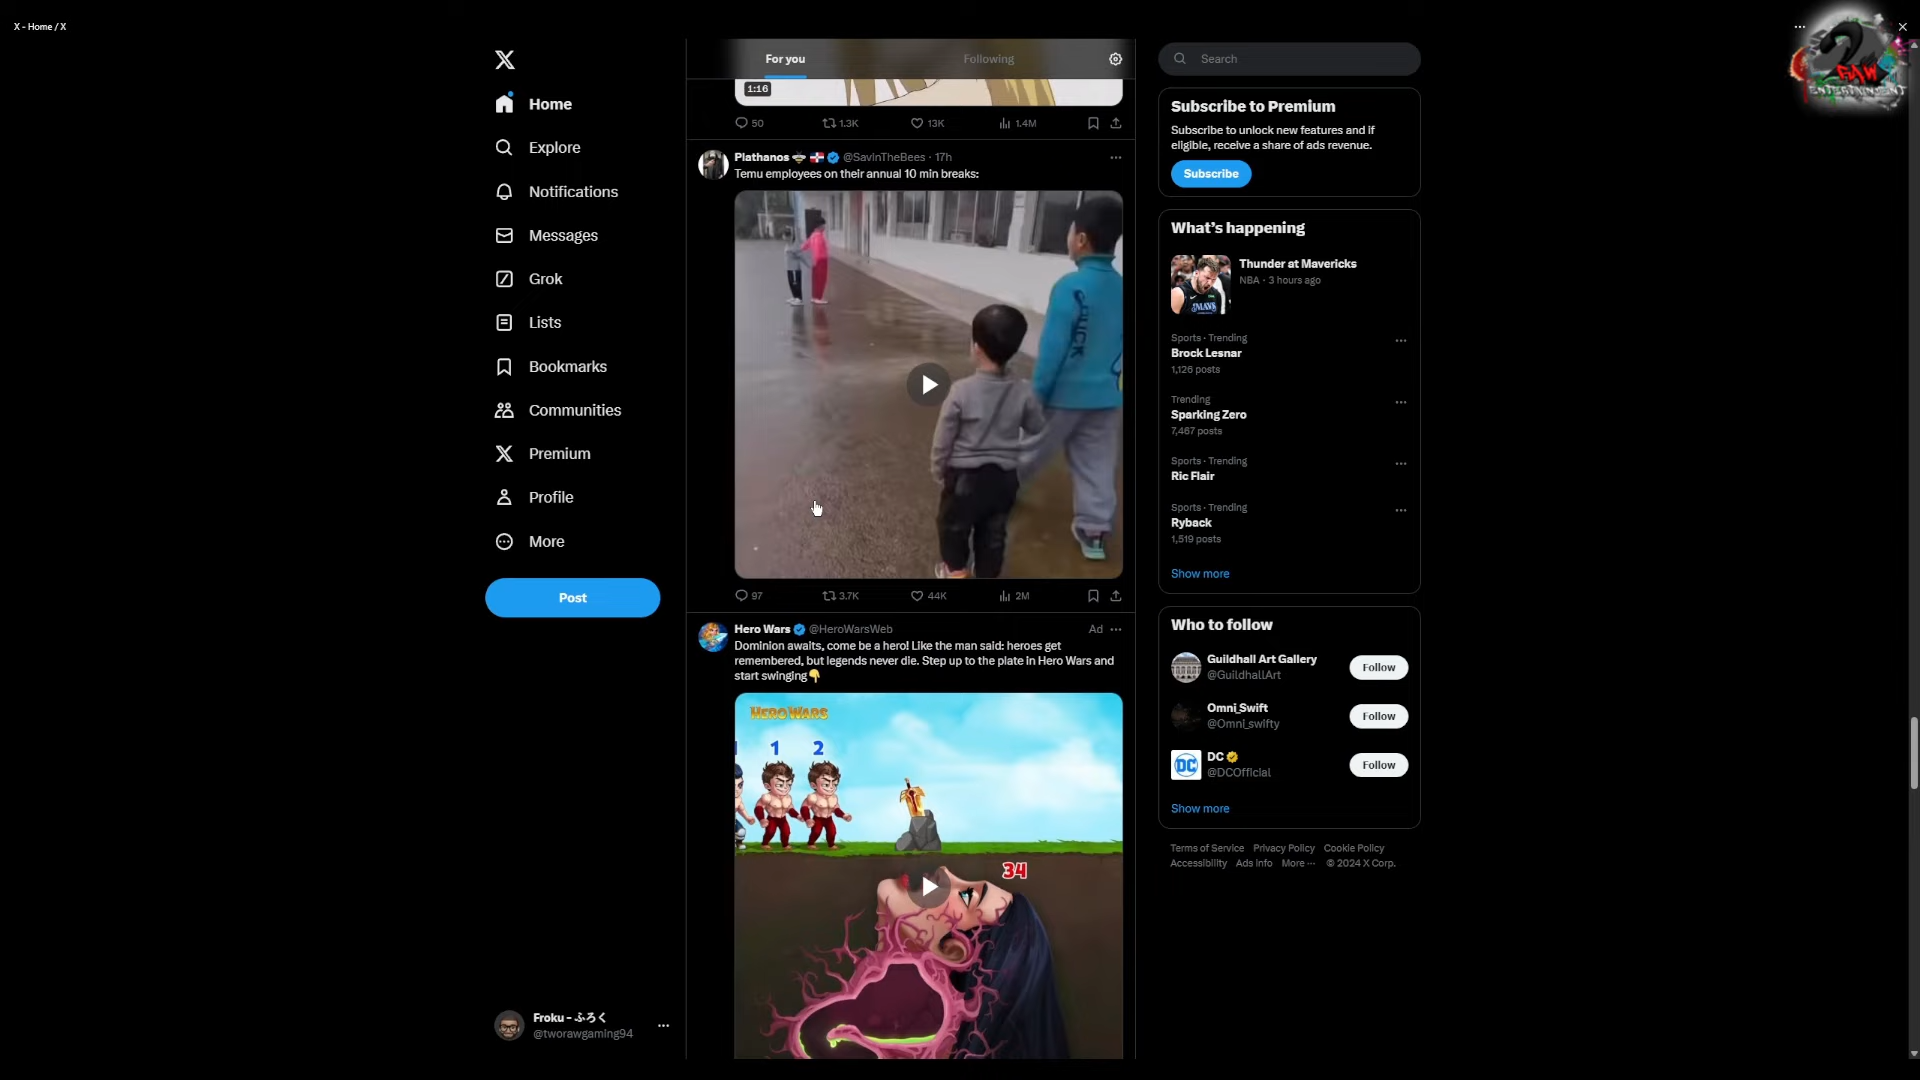 X - Home / X
2
RAW
ENTERTAINMENT
Home
Explore
Notifications
Messages
Grok
Lists
Bookmarks
Communities
Premium
Profile
More
Post
Froku - ふろく
@tworawgaming94
For you
Following
1:16
50
1.3K
13K
1.4M
Plathanos @SavInTheBees · 17h
Temu employees on their annual 10 min breaks:
97
3.7K
44K
2M
Hero Wars @HeroWarsWeb
Ad
Dominion awaits, come be a hero! Like the man said: heroes get
remembered, but legends never die. Step up to the plate in Hero Wars and
start swinging
HERO WARS
1
2
34
Search
Subscribe to Premium
Subscribe to unlock new features and if
eligible, receive a share of ads revenue.
Subscribe
What's happening
Thunder at Mavericks
NBA · 3 hours ago
Sports · Trending
Brock Lesnar
1,126 posts
Trending
Sparking Zero
7,467 posts
Sports · Trending
Ric Flair
Sports · Trending
Ryback
1,519 posts
Show more
Who to follow
Guildhall Art Gallery
@GuildhallArt
Follow
Omni_Swift
@Omni_swifty
Follow
DC
DC
@DCOfficial
Follow
Show more
Terms of Service Privacy Policy Cookie Policy
Accessibility Ads info More ··· © 2024 X Corp.